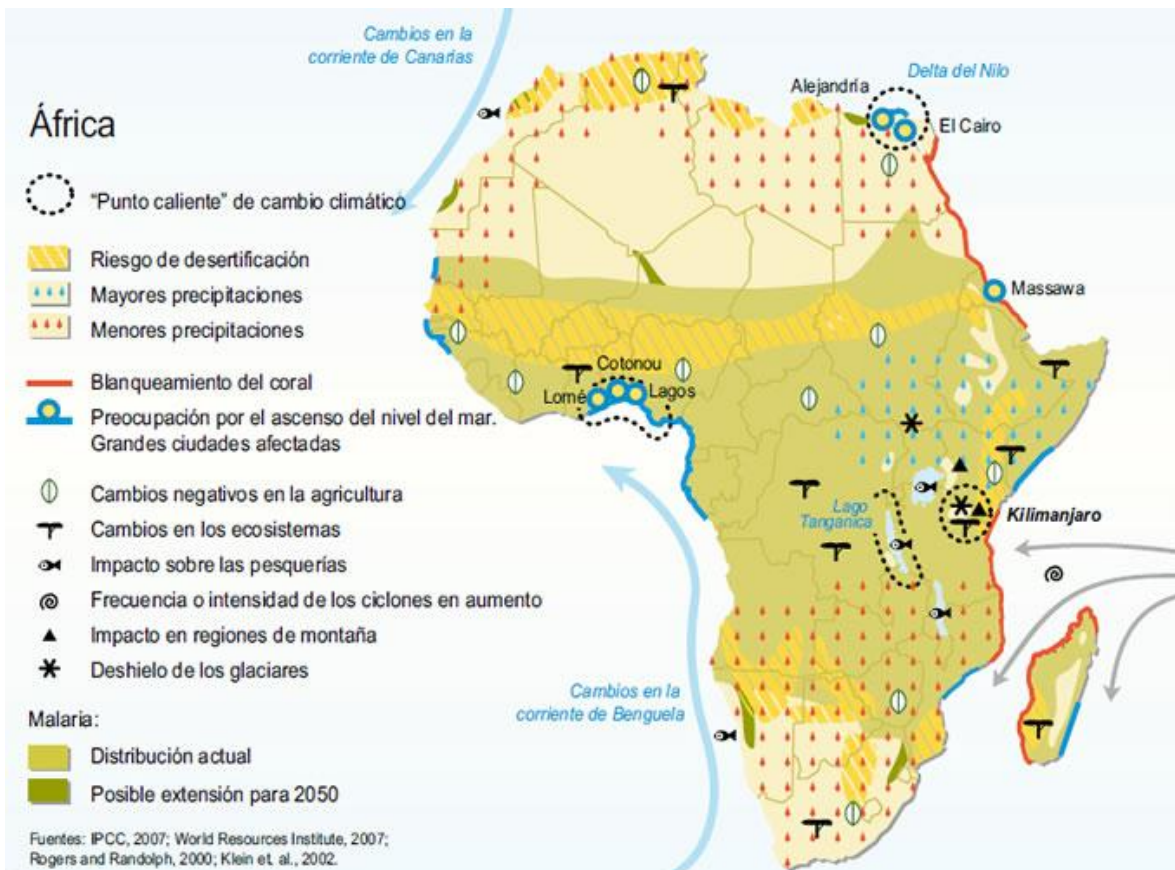 Cambios en la
corriente de Canarias
Alejandría
Delta del Nilo
El Cairo
África
"Punto caliente" de cambio climático
Riesgo de desertificación
Mayores precipitaciones
Menores precipitaciones
Massawa
Blanqueamiento del coral
Preocupación por el ascenso del nivel del mar.
Grandes ciudades afectadas
Cotonou
Lomé
Lagos
Cambios negativos en la agricultura
Cambios en los ecosistemas
Impacto sobre las pesquerías
Frecuencia o intensidad de los ciclones en aumento
Impacto en regiones de montaña
Deshielo de los glaciares
Lago
Tanganica
Kilimanjaro
Cambios en la
corriente de Benguela
Malaria:
Distribución actual
Posible extensión para 2050
Fuentes: IPCC, 2007; World Resources Institute, 2007;
Rogers and Randolph, 2000; Klein et, al., 2002.